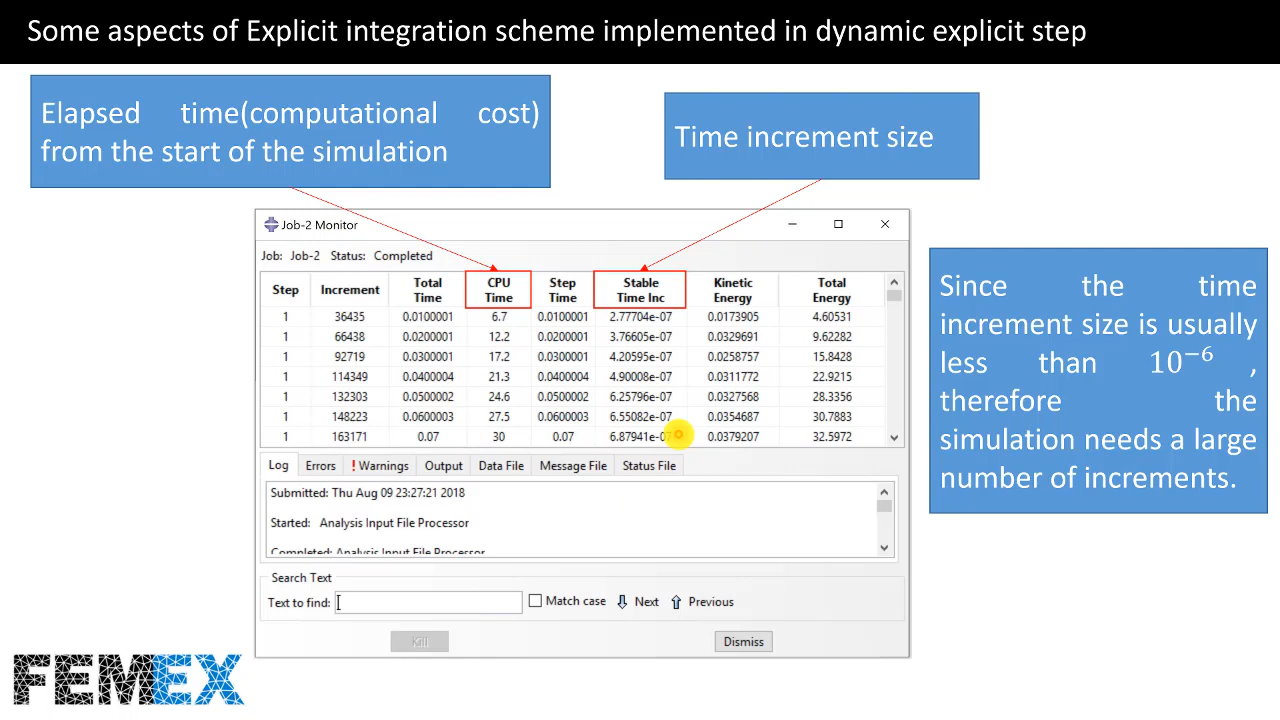 Some aspects of Explicit integration scheme implemented in dynamic explicit step
Elapsed time(computational cost)
from the start of the simulation
Time increment size
Job-2 Monitor
Job: Job-2 Status: Completed
Step Increment Total Time CPU Time Step Time Stable Time Inc Kinetic Energy Total Energy
1 36435 0.0100001 6.7 0.0100001 2.77704e-07 0.0173905 4.60531
1 66438 0.0200001 12.2 0.0200001 3.76605e-07 0.0329691 9.62282
1 92719 0.0300001 17.2 0.0300001 4.20595e-07 0.0258757 15.8428
1 114349 0.0400004 21.3 0.0400004 4.90008e-07 0.0311772 22.9215
1 132303 0.0500002 24.6 0.0500002 6.25796e-07 0.0327568 28.3356
1 148223 0.0600003 27.5 0.0600003 6.55082e-07 0.0354687 30.7883
1 163171 0.07 30 0.07 6.87941e-07 0.0379207 32.5972
Log Errors ! Warnings Output Data File Message File Status File
Submitted: Thu Aug 09 23:27:21 2018
Started: Analysis Input File Processor
Completed: Analysis Input File Processor
Search Text
Text to find: Match case Next Previous
Kill Dismiss
Since the time
increment size is usually
less than 10⁻⁶ ,
therefore the
simulation needs a large
number of increments.
FEMEX